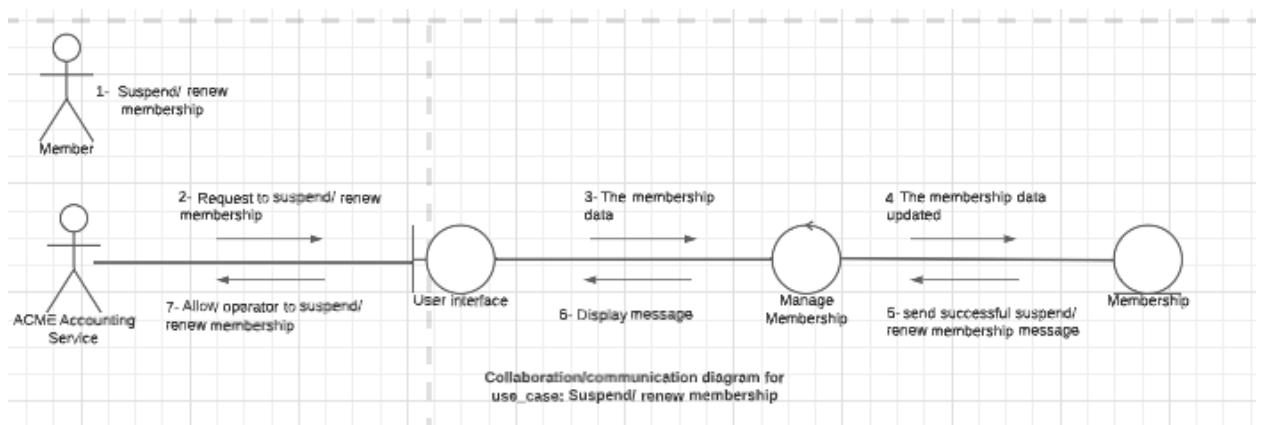 1- Suspend/ renew
membership
Member
2- Request to suspend/ renew
membership
3- The membership
data
4 The membership data
updated
7- Allow operator to suspend/
renew membership
User interface
6- Display message
Manage
Membership
5- send successful suspend/
renew membership message
Membership
ACME Accounting
Service
Collaboration/communication diagram for
use_case: Suspend/ renew membership